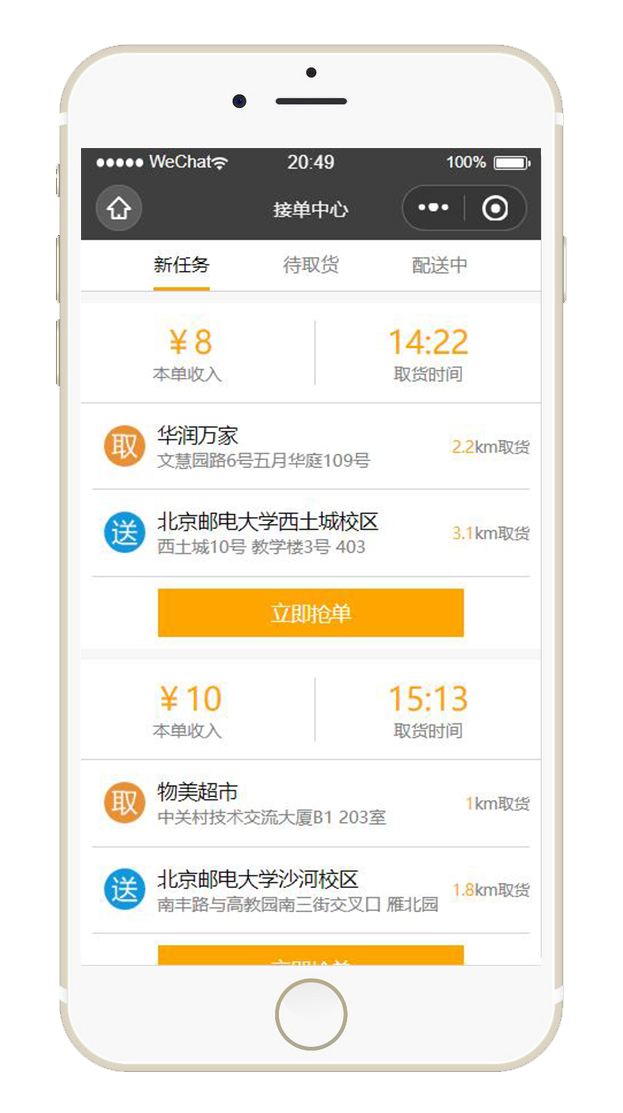 WeChat 20:49 100%
接单中心
新任务 待取货 配送中
￥8 14:22
本单收入 取货时间
取 华润万家 2.2km取货
文慧园路6号五月华庭109号
送 北京邮电大学西土城校区 3.1km取货
西土城10号 教学楼3号 403
立即抢单
￥10 15:13
本单收入 取货时间
取 物美超市 1km取货
中关村技术交流大厦B1 203室
送 北京邮电大学沙河校区 1.8km取货
南丰路与高教园南三街交叉口 雁北园
立即抢单